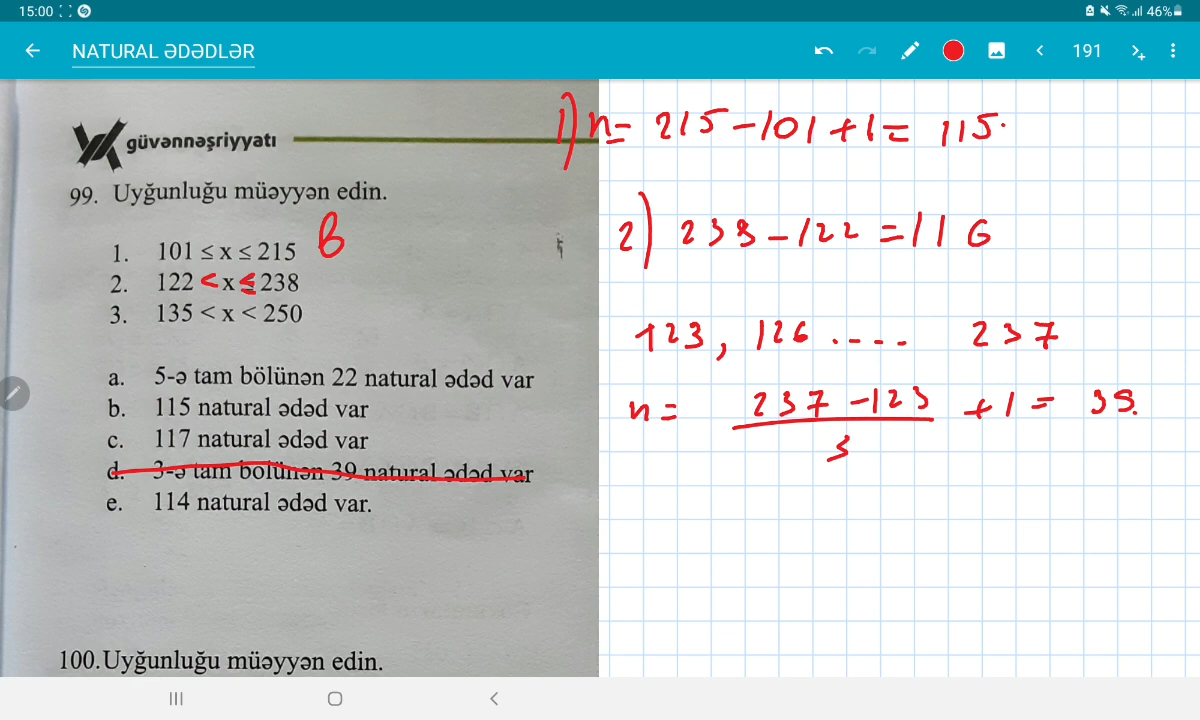 15:00
46%
NATURAL ƏDƏDLƏR
191
güvənnəşriyyatı
99. Uyğunluğu müəyyən edin.
1. 101 ≤ x ≤ 215 B
2. 122 < x ≤ 238
3. 135 < x < 250
a. 5-ə tam bölünən 22 natural ədəd var
b. 115 natural ədəd var
c. 117 natural ədəd var
d. 3-ə tam bölünən 39 natural ədəd var
e. 114 natural ədəd var.
100.Uyğunluğu müəyyən edin.
1) n= 215-101+1= 115.
2) 238-122 =116
123, 126 .... 237
n= 237-123 +1= 39.
3